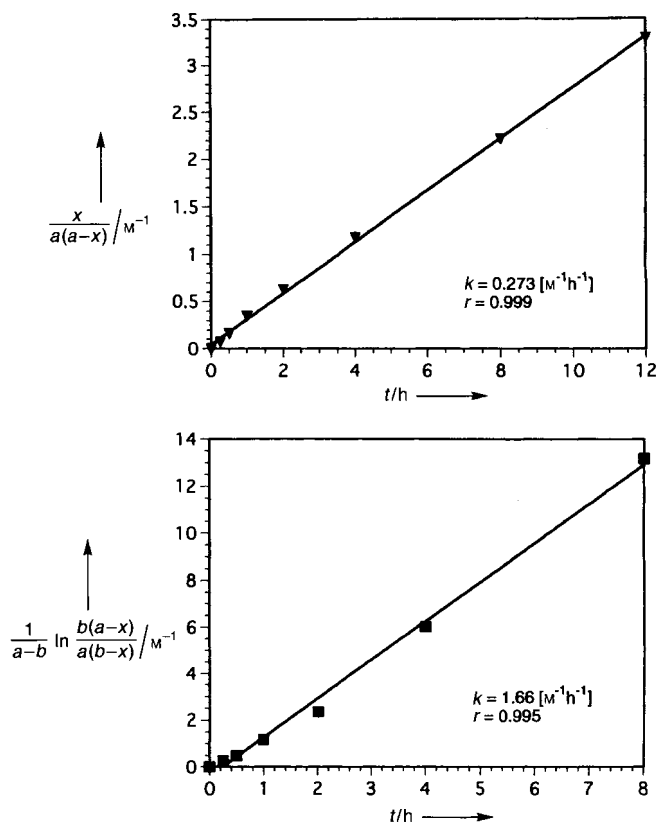 3.5
3
2.5
2
1.5
1
0.5
0
x
a(a−x) / M⁻¹
k = 0.273 [M⁻¹h⁻¹]
r = 0.999
0 2 4 6 8 10 12
t/h
14
12
10
8
6
4
2
0
1 b(a−x)
a−b ln a(b−x) / M⁻¹
k = 1.66 [M⁻¹h⁻¹]
r = 0.995
0 1 2 3 4 5 6 7 8
t/h